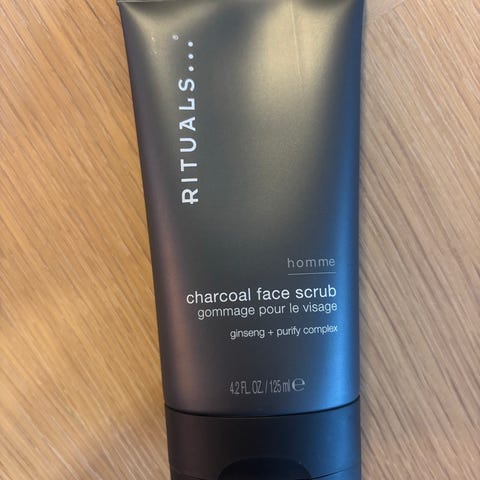 RITUALS...®
homme
charcoal face scrub
gommage pour le visage
ginseng + purify complex
4.2 FL. OZ. / 125 ml ℮